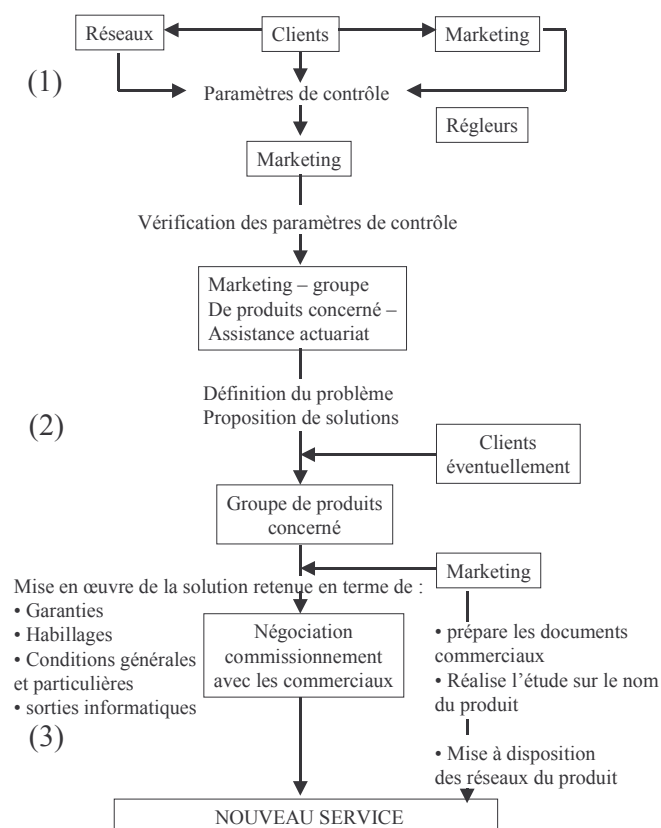 Réseaux
Clients
Marketing
(1)
Paramètres de contrôle
Régleurs
Marketing
Vérification des paramètres de contrôle
Marketing – groupe
De produits concerné –
Assistance actuariat
Définition du problème
Proposition de solutions
(2)
Clients
éventuellement
Groupe de produits
concerné
Marketing
Mise en œuvre de la solution retenue en terme de :
• Garanties
• Habillages
• Conditions générales
et particulières
• sorties informatiques
Négociation
commissionnement
avec les commerciaux
• prépare les documents
commerciaux
• Réalise l’étude sur le nom
du produit
(3)
• Mise à disposition
des réseaux du produit
NOUVEAU SERVICE